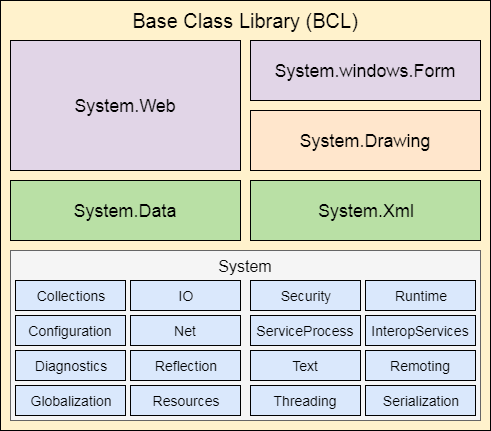 Base Class Library (BCL)
System.Web
System.windows.Form
System.Drawing
System.Data
System.Xml
System
Collections
IO
Security
Runtime
Configuration
Net
ServiceProcess
InteropServices
Diagnostics
Reflection
Text
Remoting
Globalization
Resources
Threading
Serialization